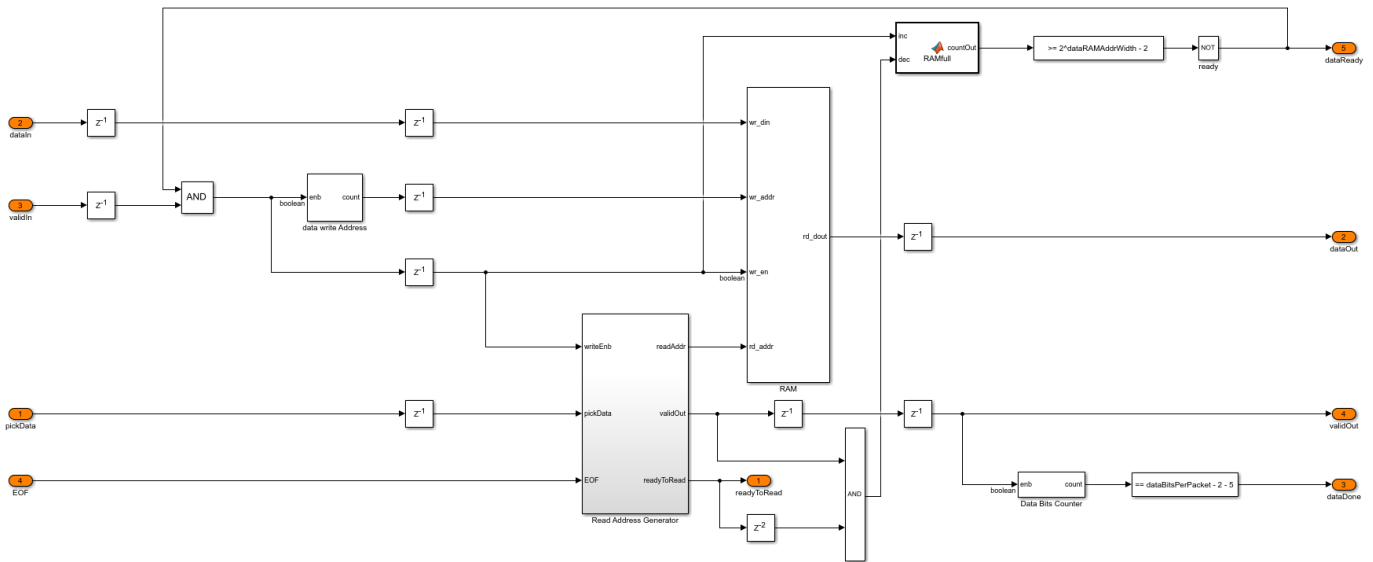 inc
countOut
dec
RAMfull
>= 2^dataRAMAddrWidth - 2
NOT
ready
5
dataReady
2
dataIn
z-1
z-1
wr_din
3
validIn
z-1
AND
boolean
enb
count
data write Address
z-1
wr_addr
rd_dout
z-1
2
dataOut
z-1
boolean
wr_en
writeEnb
readAddr
rd_addr
RAM
1
pickData
z-1
pickData
validOut
z-1
z-1
4
validOut
4
EOF
EOF
readyToRead
1
readyToRead
Read Address Generator
z-2
AND
boolean
enb
count
Data Bits Counter
== dataBitsPerPacket - 2 - 5
3
dataDone